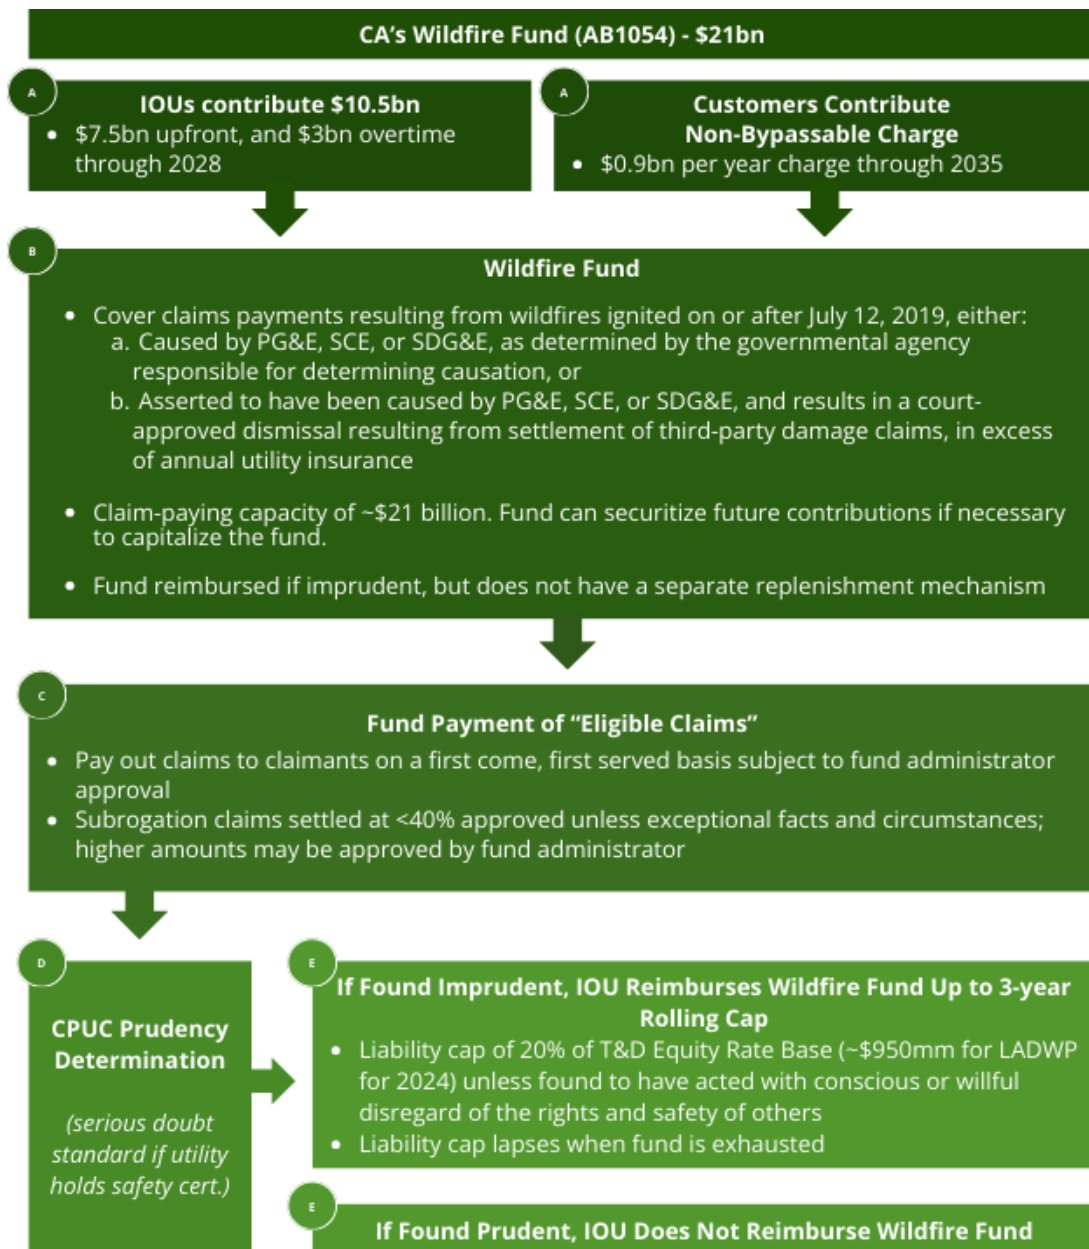 CA's Wildfire Fund (AB1054) - $21bn
A
IOUs contribute $10.5bn
• $7.5bn upfront, and $3bn overtime
through 2028
A
Customers Contribute
Non-Bypassable Charge
• $0.9bn per year charge through 2035
B
Wildfire Fund
• Cover claims payments resulting from wildfires ignited on or after July 12, 2019, either:
a. Caused by PG&E, SCE, or SDG&E, as determined by the governmental agency
responsible for determining causation, or
b. Asserted to have been caused by PG&E, SCE, or SDG&E, and results in a court-
approved dismissal resulting from settlement of third-party damage claims, in excess
of annual utility insurance
• Claim-paying capacity of ~$21 billion. Fund can securitize future contributions if necessary
to capitalize the fund.
• Fund reimbursed if imprudent, but does not have a separate replenishment mechanism
C
Fund Payment of “Eligible Claims”
• Pay out claims to claimants on a first come, first served basis subject to fund administrator
approval
• Subrogation claims settled at <40% approved unless exceptional facts and circumstances;
higher amounts may be approved by fund administrator
D
CPUC Prudency
Determination
(serious doubt
standard if utility
holds safety cert.)
E
If Found Imprudent, IOU Reimburses Wildfire Fund Up to 3-year
Rolling Cap
• Liability cap of 20% of T&D Equity Rate Base (~$950mm for LADWP
for 2024) unless found to have acted with conscious or willful
disregard of the rights and safety of others
• Liability cap lapses when fund is exhausted
E
If Found Prudent, IOU Does Not Reimburse Wildfire Fund